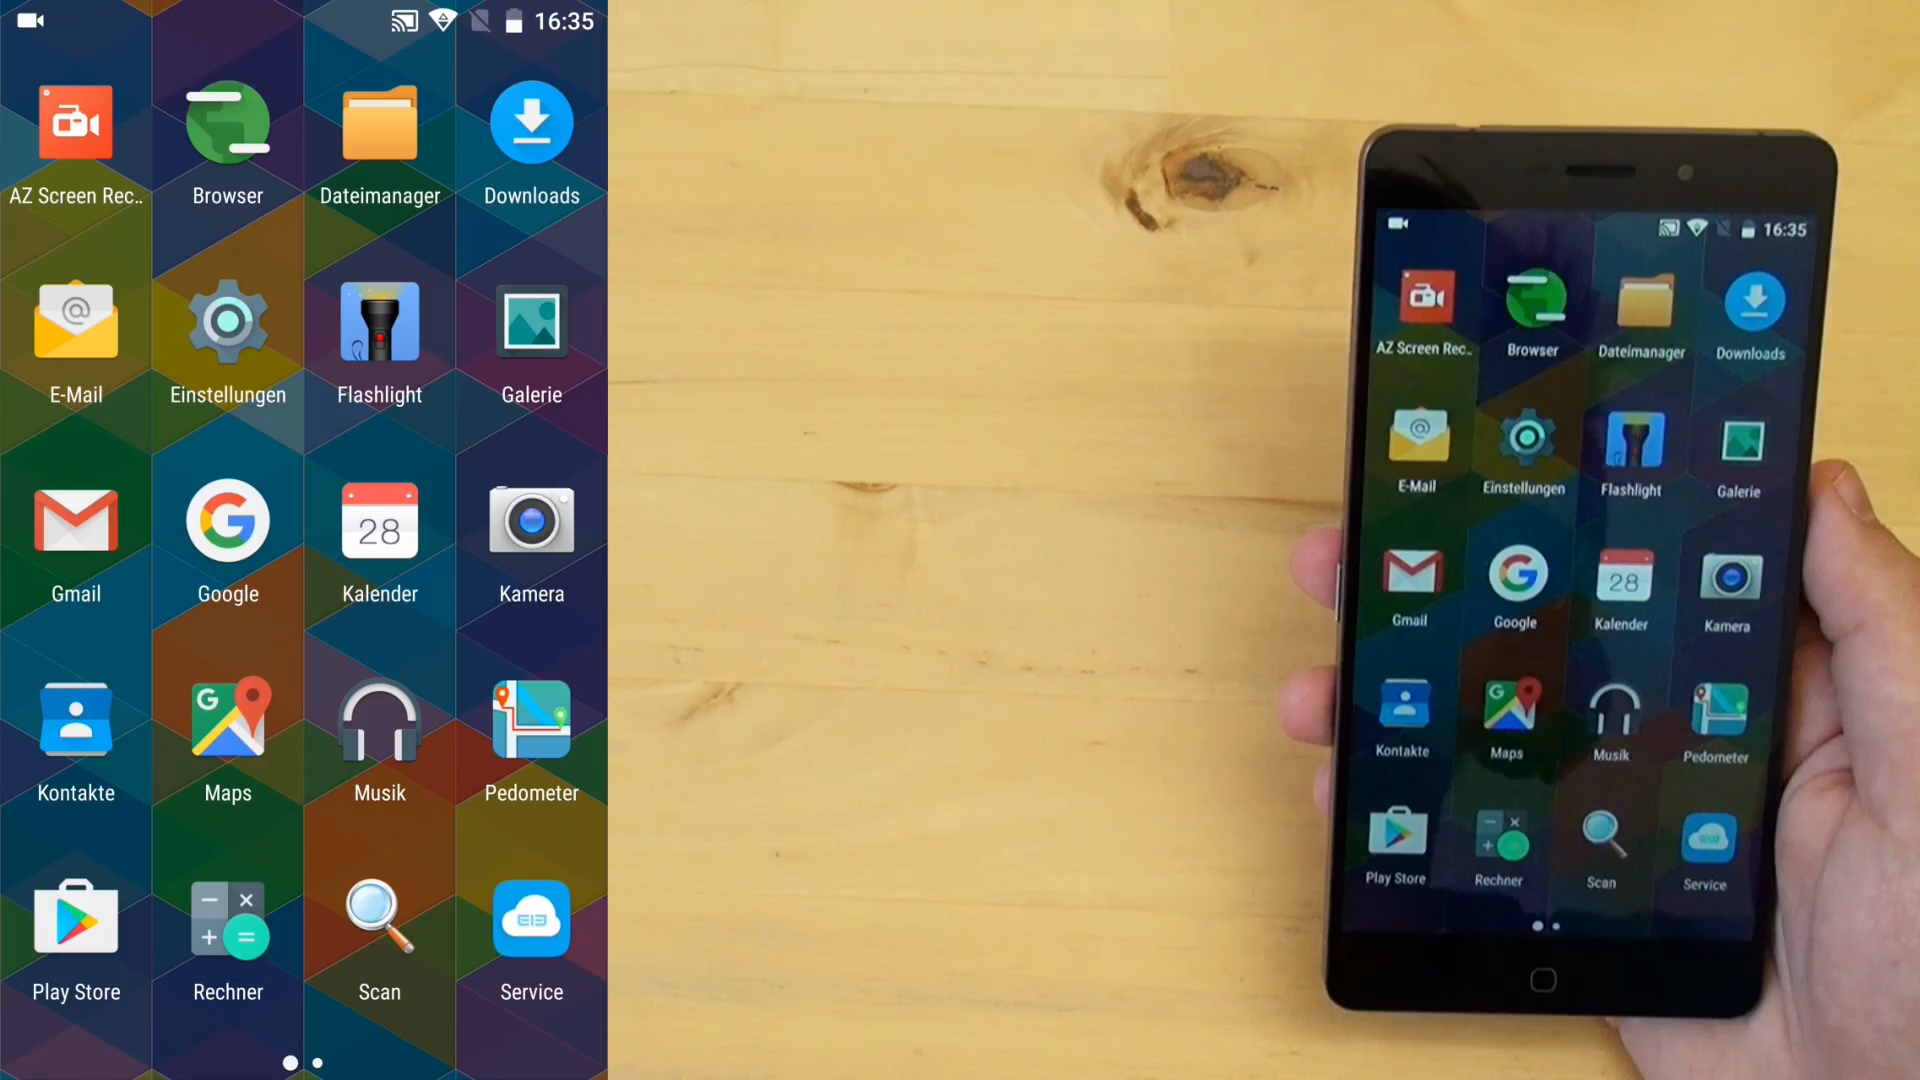 16:35
AZ Screen Rec..
Browser
Dateimanager
Downloads
E-Mail
Einstellungen
Flashlight
Galerie
Gmail
Google
28
Kalender
Kamera
Kontakte
Maps
Musik
Pedometer
Play Store
Rechner
Scan
Service
16:35
AZ Screen Rec..
Browser
Dateimanager
Downloads
E-Mail
Einstellungen
Flashlight
Galerie
Gmail
Google
28
Kalender
Kamera
Kontakte
Maps
Musik
Pedometer
Play Store
Rechner
Scan
Service